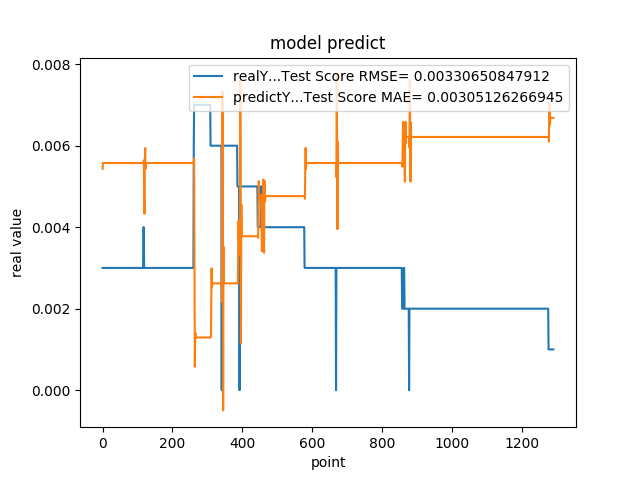 model predict
realY...Test Score RMSE= 0.00330650847912
predictY...Test Score MAE= 0.00305126266945
real value
0.008
0.006
0.004
0.002
0.000
0 200 400 600 800 1000 1200
point